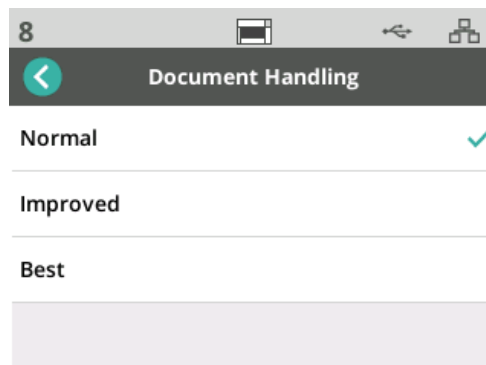 8
Document Handling
Normal
Improved
Best